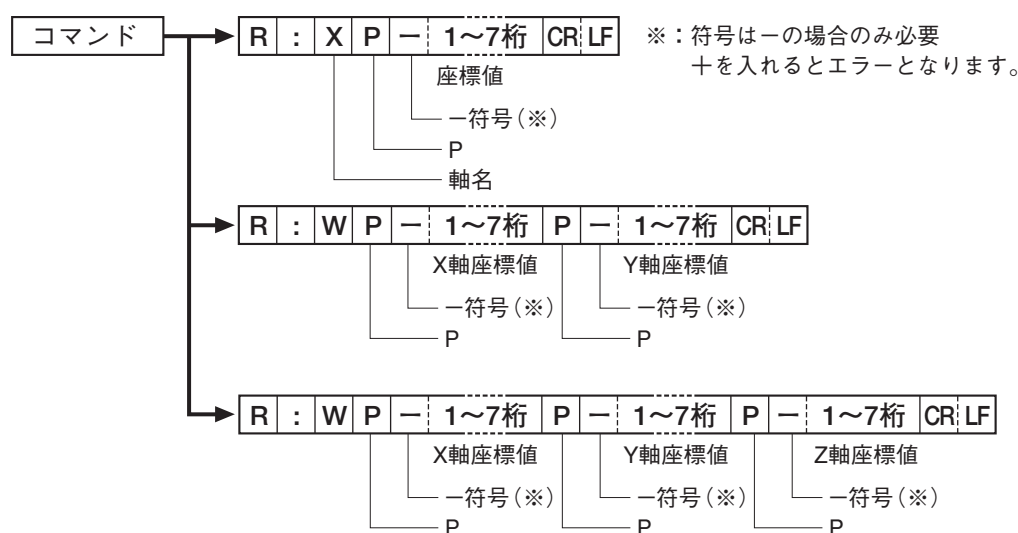 コマンド
R : X P － 1～7桁 CR LF
※：符号は－の場合のみ必要
＋を入れるとエラーとなります。
座標値
－符号（※）
P
軸名
R : W P － 1～7桁 P － 1～7桁 CR LF
X軸座標値 Y軸座標値
－符号（※） －符号（※）
P P
R : W P － 1～7桁 P － 1～7桁 P － 1～7桁 CR LF
X軸座標値 Y軸座標値 Z軸座標値
－符号（※） －符号（※） －符号（※）
P P P